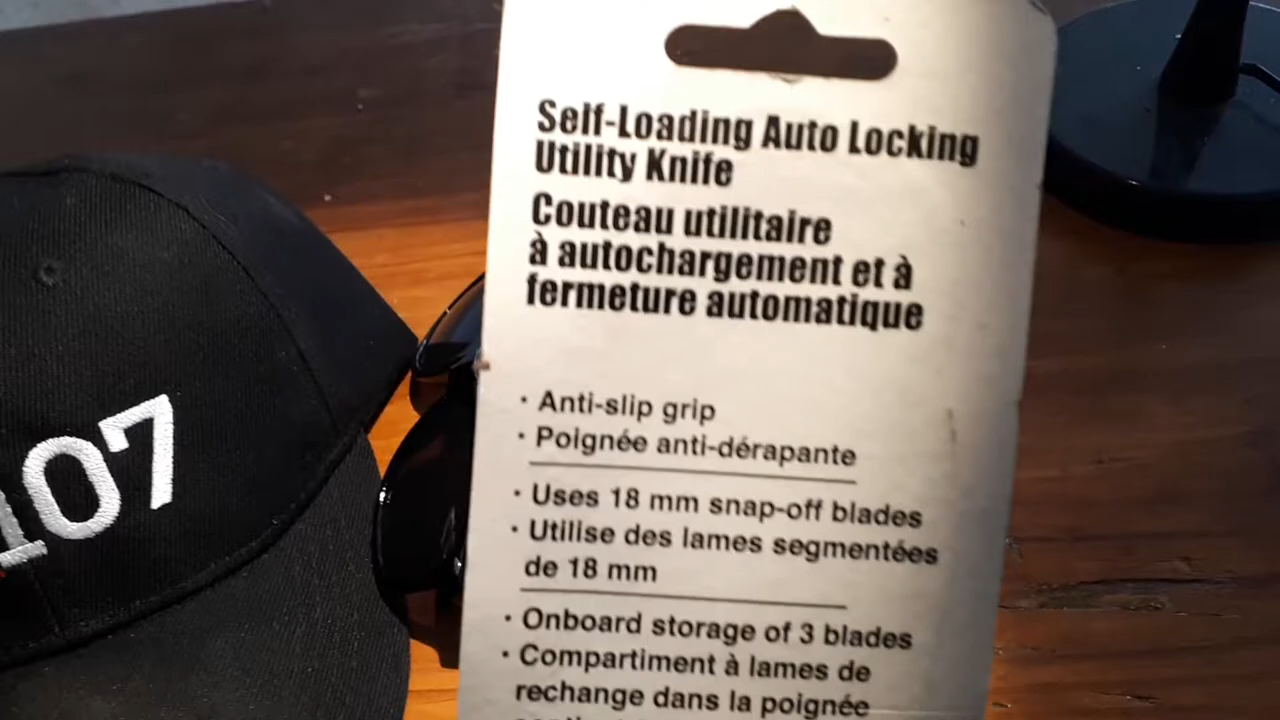 Self-Loading Auto Locking
Utility Knife
Couteau utilitaire
à autochargement et à
fermeture automatique
· Anti-slip grip
· Poignée anti-dérapante
· Uses 18 mm snap-off blades
· Utilise des lames segmentées
de 18 mm
· Onboard storage of 3 blades
· Compartiment à lames de
rechange dans la poignée
107